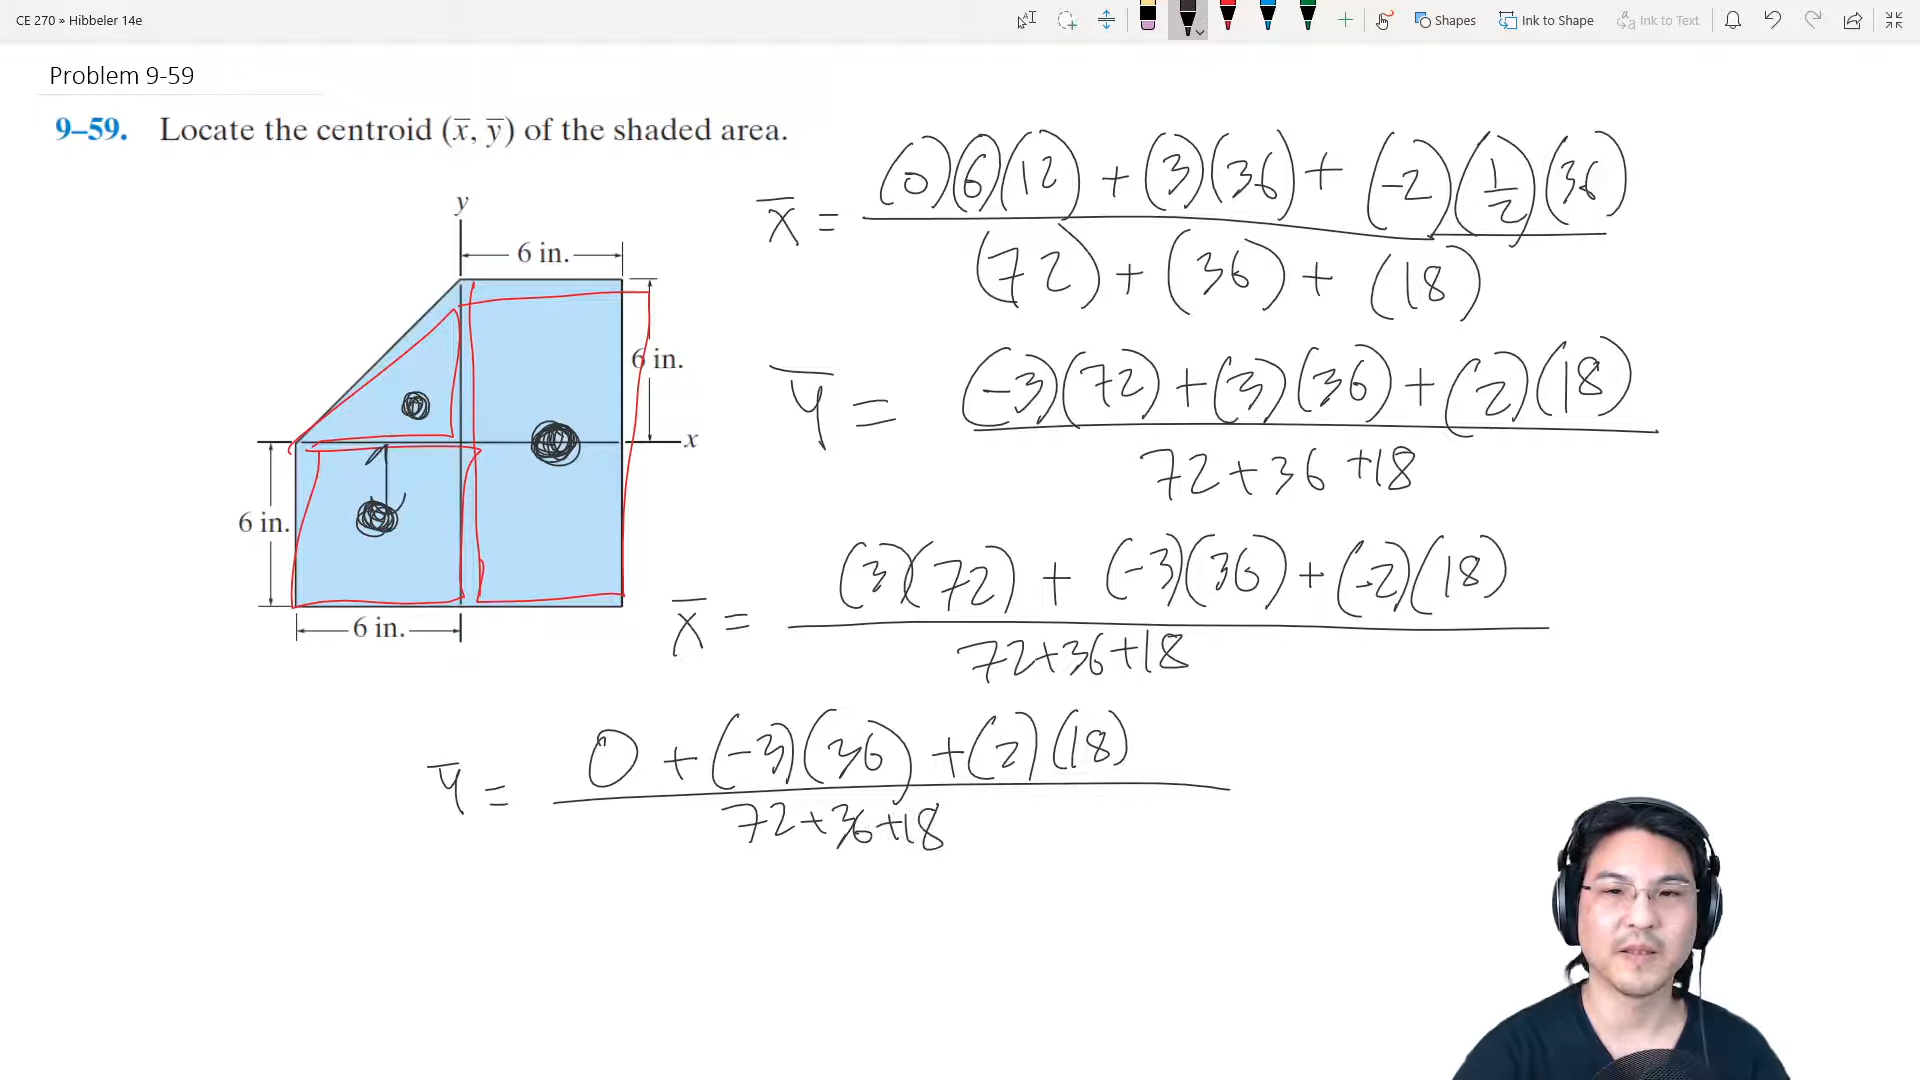 CE 270 » Hibbeler 14e
Shapes
Ink to Shape
Ink to Text
Problem 9-59
9–59. Locate the centroid (x̅, y̅) of the shaded area.
y
6 in.
6 in.
x
6 in.
6 in.
x̅ = (0)(6)(12) + (3)(36) + (-2)(1/2)(36)
(72) + (36) + (18)
y̅ = (-3)(72) + (3)(36) + (2)(18)
72 + 36 + 18
x̅ = (3)(72) + (-3)(36) + (-2)(18)
72+36+18
y̅ = 0 + (-3)(36) + (2)(18)
72+36+18